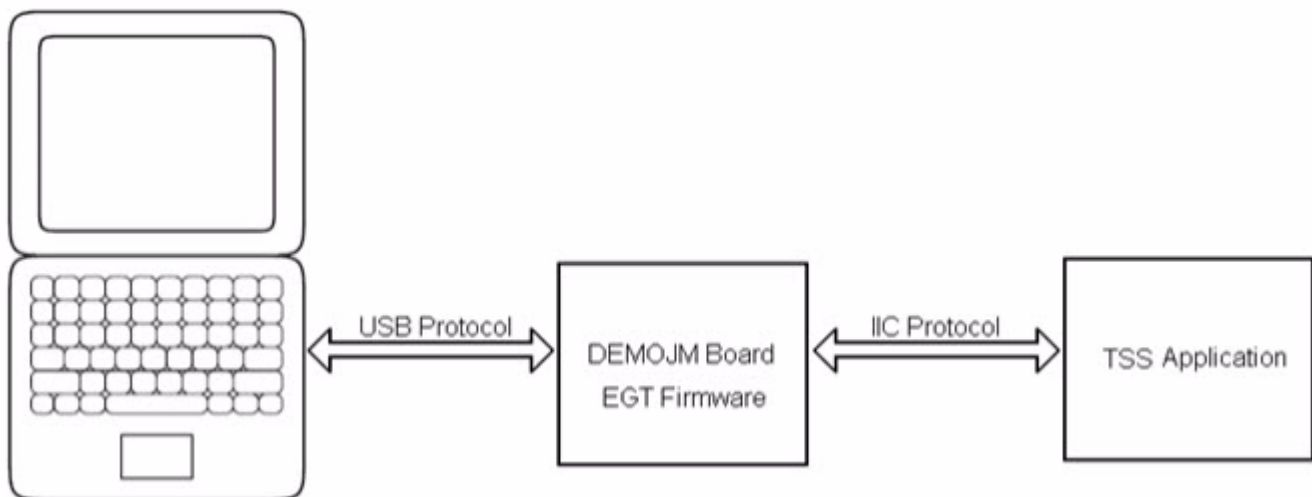 USB Protocol
DEMOJM Board
EGT Firmware
IIC Protocol
TSS Application